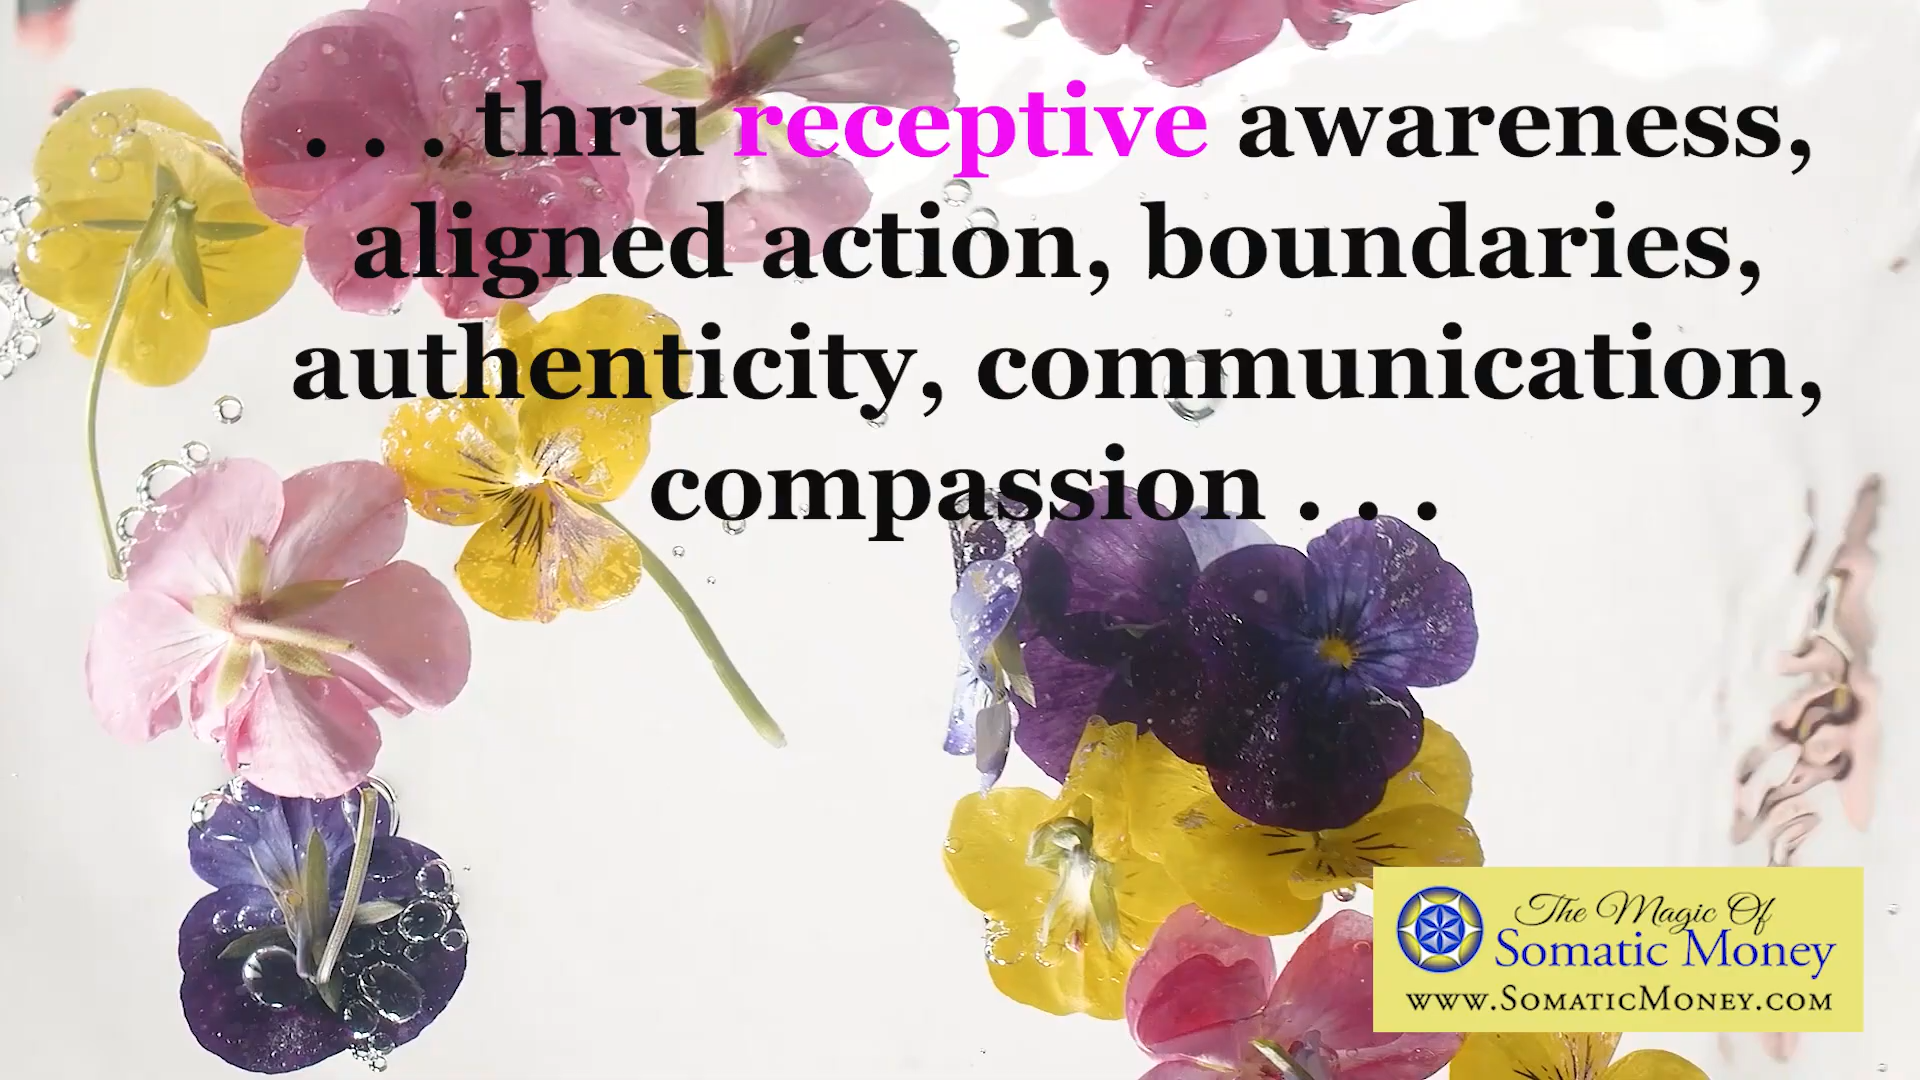 . . . thru receptive awareness,
aligned action, boundaries,
authenticity, communication,
compassion . . .
The Magic Of
Somatic Money
www.SomaticMoney.com